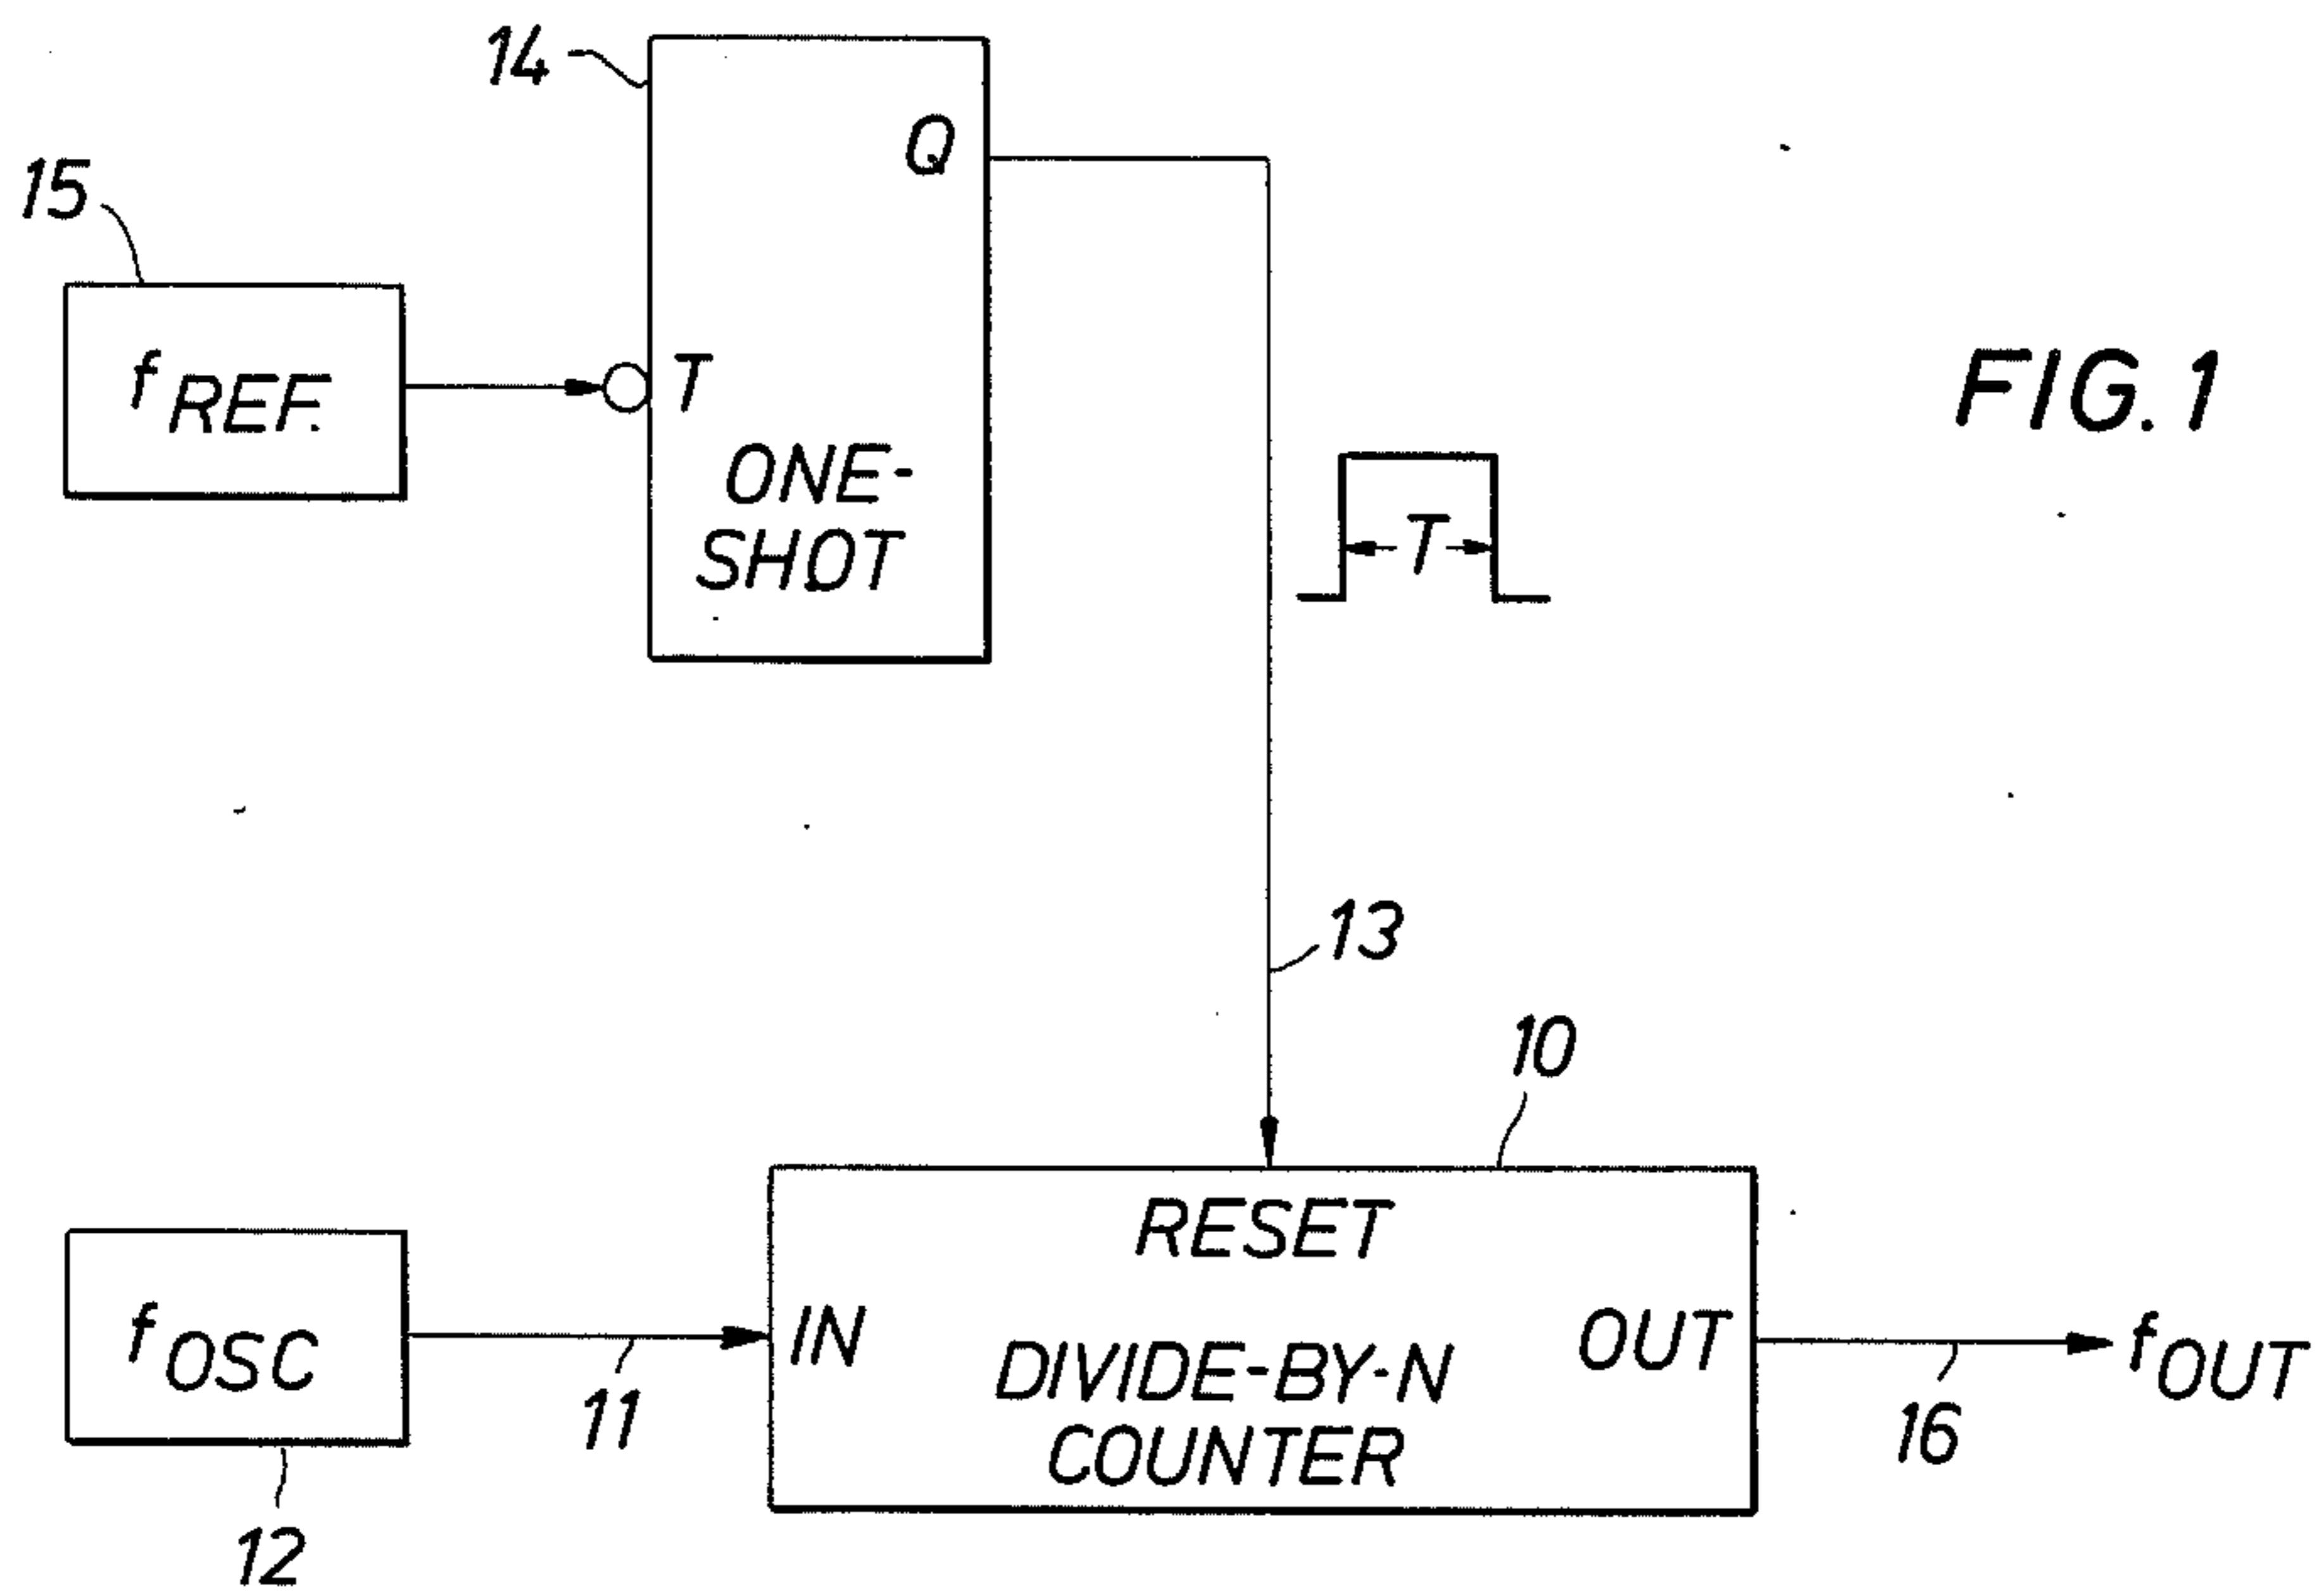 14
Q
15
f REF.
T
ONE-
SHOT
FIG. 1
T
13
10
RESET
IN
DIVIDE-BY-N
COUNTER
OUT
f OSC
11
12
16
f OUT